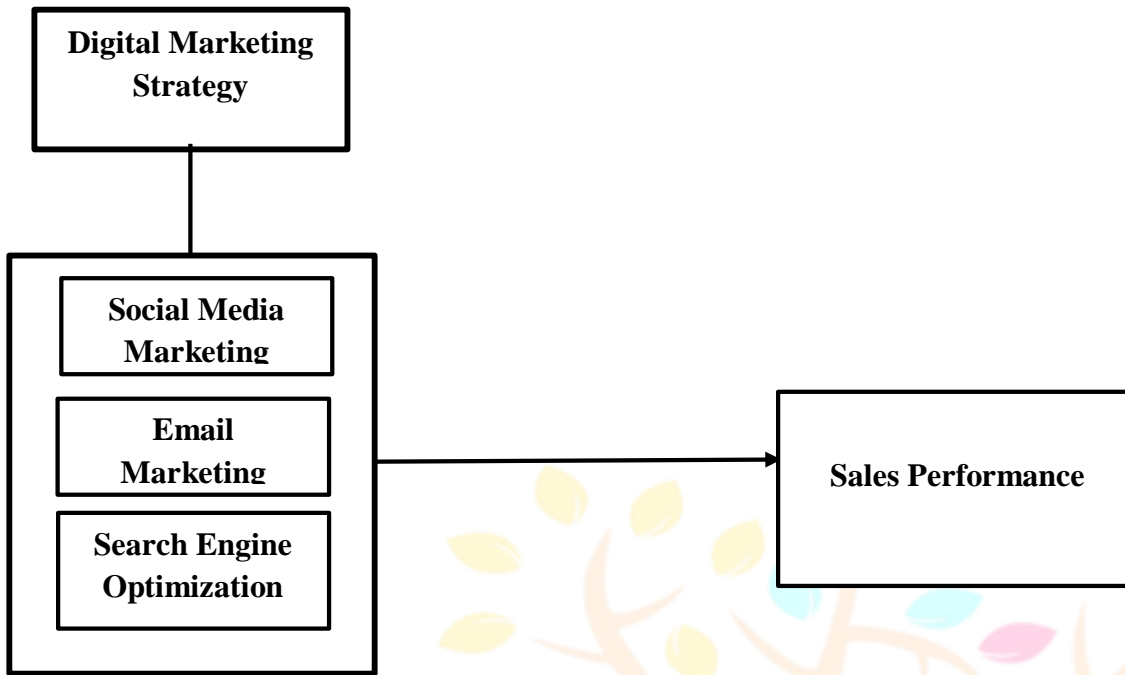 Digital Marketing
Strategy
Social Media
Marketing
Email
Marketing
Search Engine
Optimization
Sales Performance